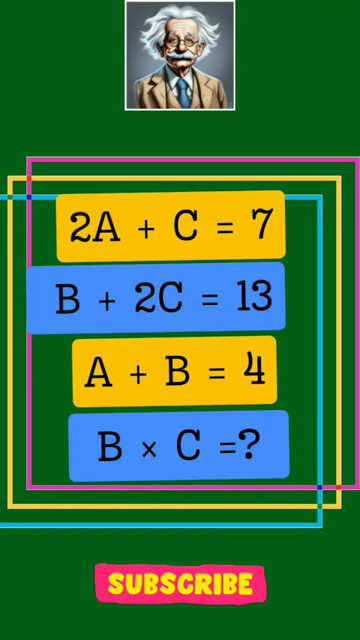 2A + C = 7
B + 2C = 13
A + B = 4
B × C =?
SUBSCRIBE